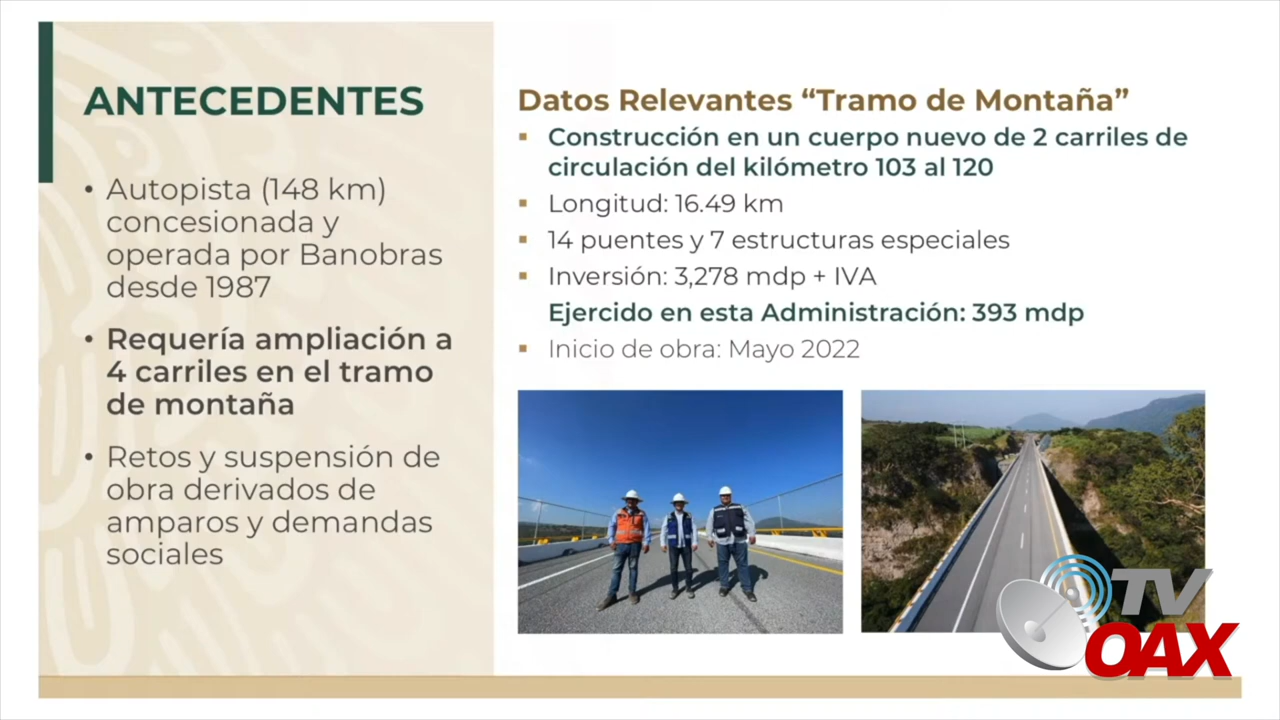 ANTECEDENTES
• Autopista (148 km)
concesionada y
operada por Banobras
desde 1987
• Requería ampliación a
4 carriles en el tramo
de montaña
• Retos y suspensión de
obra derivados de
amparos y demandas
sociales
Datos Relevantes “Tramo de Montaña”
▪ Construcción en un cuerpo nuevo de 2 carriles de
circulación del kilómetro 103 al 120
▪ Longitud: 16.49 km
▪ 14 puentes y 7 estructuras especiales
▪ Inversión: 3,278 mdp + IVA
Ejercido en esta Administración: 393 mdp
▪ Inicio de obra: Mayo 2022
TV
OAX